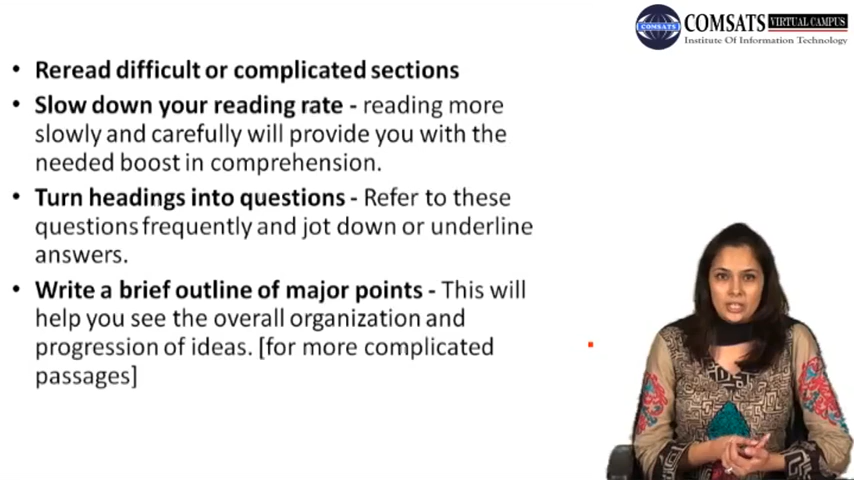 COMSATS VIRTUAL CAMPUS
COMSATS
Institute Of Information Technology
• Reread difficult or complicated sections
• Slow down your reading rate - reading more
slowly and carefully will provide you with the
needed boost in comprehension.
• Turn headings into questions - Refer to these
questions frequently and jot down or underline
answers.
• Write a brief outline of major points - This will
help you see the overall organization and
progression of ideas. [for more complicated
passages]